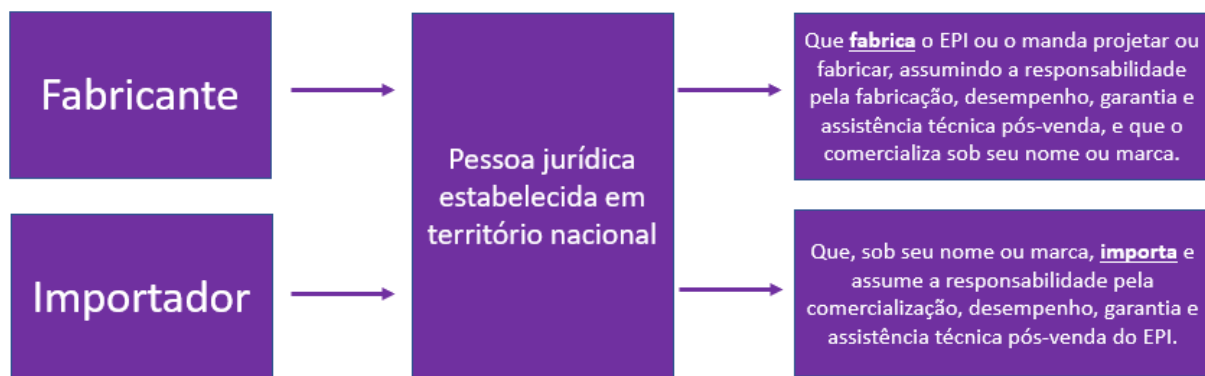 Fabricante
Importador
Pessoa jurídica
estabelecida em
território nacional
Que fabrica o EPI ou o manda projetar ou
fabricar, assumindo a responsabilidade
pela fabricação, desempenho, garantia e
assistência técnica pós-venda, e que o
comercializa sob seu nome ou marca.
Que, sob seu nome ou marca, importa e
assume a responsabilidade pela
comercialização, desempenho, garantia e
assistência técnica pós-venda do EPI.